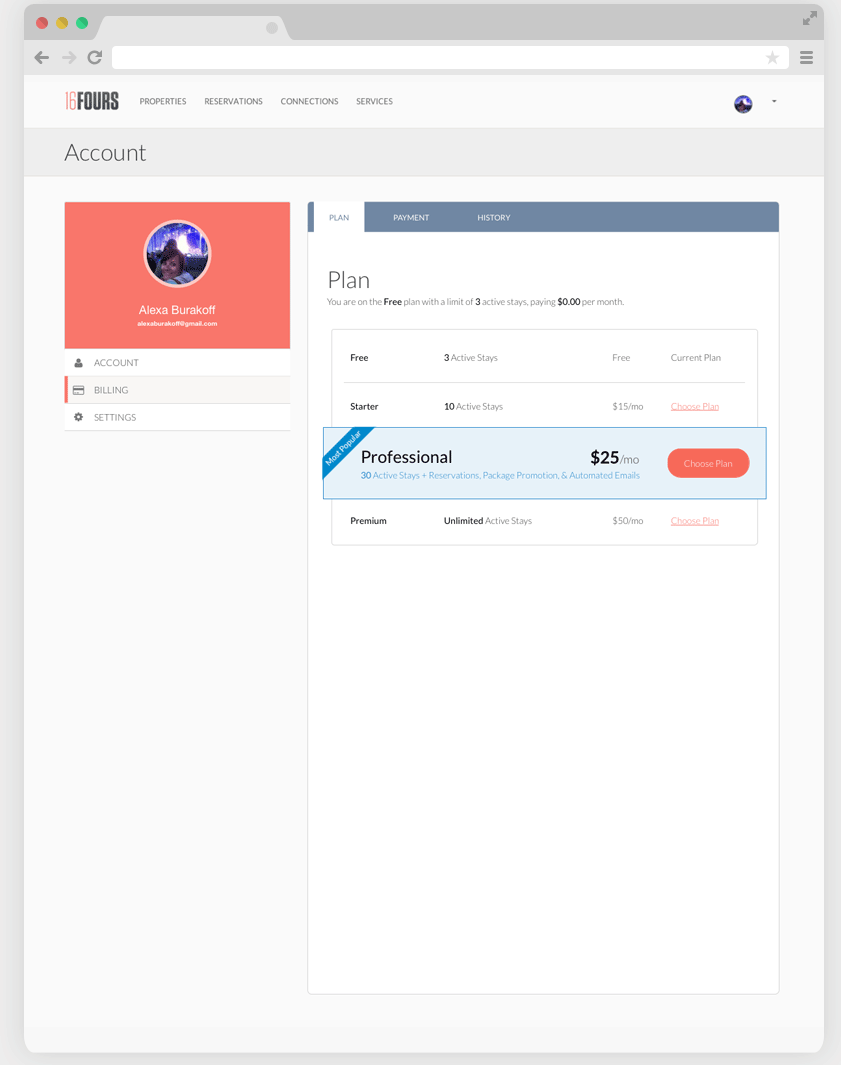 16FOURS PROPERTIES RESERVATIONS CONNECTIONS SERVICES
Account
Alexa Burakoff
alexaburakoff@gmail.com
ACCOUNT
BILLING
SETTINGS
PLAN PAYMENT HISTORY
Plan
You are on the Free plan with a limit of 3 active stays, paying $0.00 per month.
Free 3 Active Stays Free Current Plan
Starter 10 Active Stays $15/mo Choose Plan
Most Popular
Professional $25/mo Choose Plan
30 Active Stays + Reservations, Package Promotion, & Automated Emails
Premium Unlimited Active Stays $50/mo Choose Plan